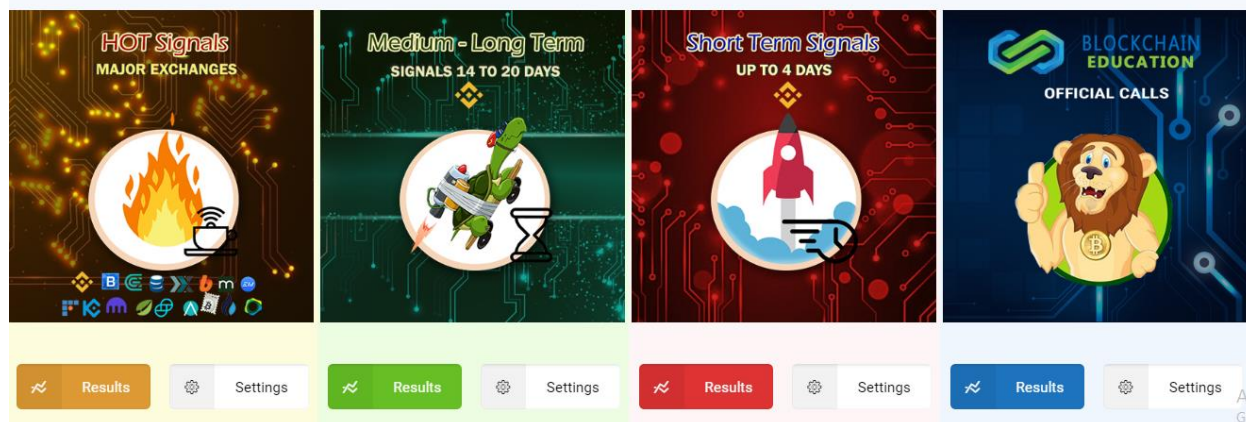 HOT Signals
MAJOR EXCHANGES
Results
Settings
Medium - Long Term
SIGNALS 14 TO 20 DAYS
Results
Settings
Short Term Signals
UP TO 4 DAYS
Results
Settings
BLOCKCHAIN
EDUCATION
OFFICIAL CALLS
Results
Settings
A
G